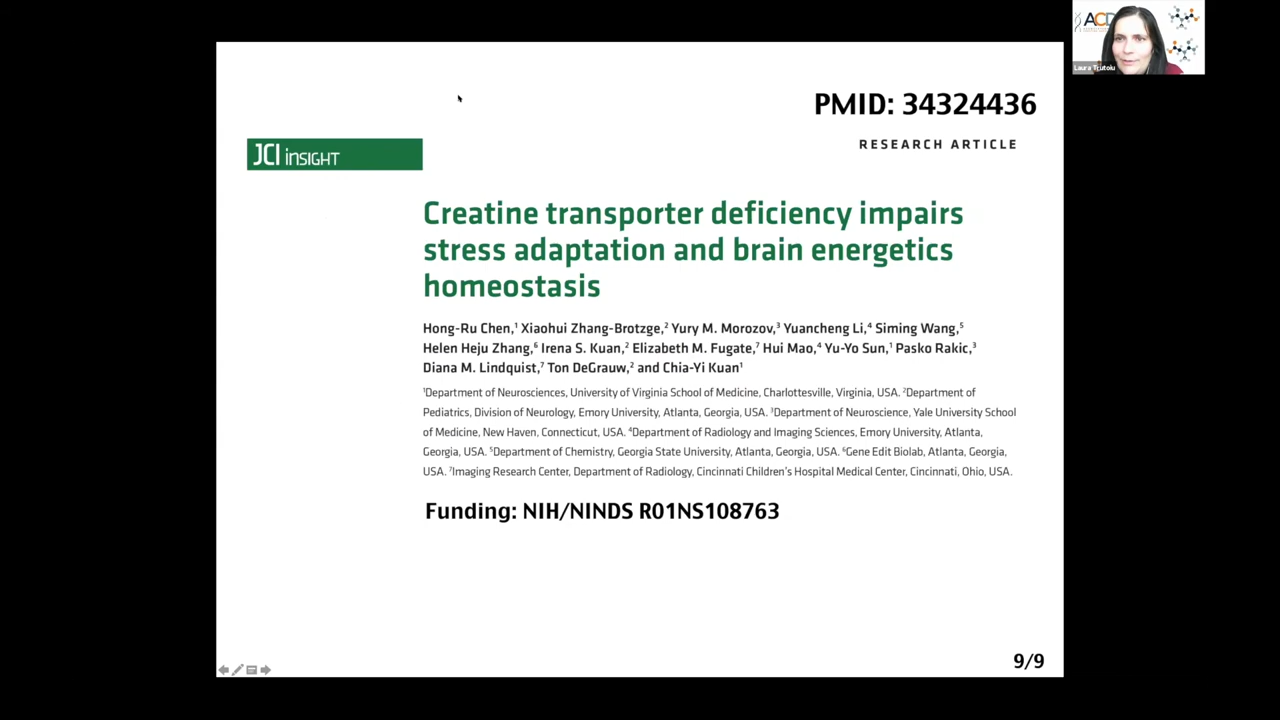 ACD
Laura Trutoiu
PMID: 34324436
RESEARCH ARTICLE
JCI insight
Creatine transporter deficiency impairs
stress adaptation and brain energetics
homeostasis
Hong-Ru Chen,¹ Xiaohui Zhang-Brotzge,² Yury M. Morozov,³ Yuancheng Li,⁴ Siming Wang,⁵
Helen Heju Zhang,⁶ Irena S. Kuan,² Elizabeth M. Fugate,⁷ Hui Mao,⁴ Yu-Yo Sun,¹ Pasko Rakic,³
Diana M. Lindquist,⁷ Ton DeGrauw,² and Chia-Yi Kuan¹
¹Department of Neurosciences, University of Virginia School of Medicine, Charlottesville, Virginia, USA. ²Department of
Pediatrics, Division of Neurology, Emory University, Atlanta, Georgia, USA. ³Department of Neuroscience, Yale University School
of Medicine, New Haven, Connecticut, USA. ⁴Department of Radiology and Imaging Sciences, Emory University, Atlanta,
Georgia, USA. ⁵Department of Chemistry, Georgia State University, Atlanta, Georgia, USA. ⁶Gene Edit Biolab, Atlanta, Georgia,
USA. ⁷Imaging Research Center, Department of Radiology, Cincinnati Children's Hospital Medical Center, Cincinnati, Ohio, USA.
Funding: NIH/NINDS R01NS108763
9/9